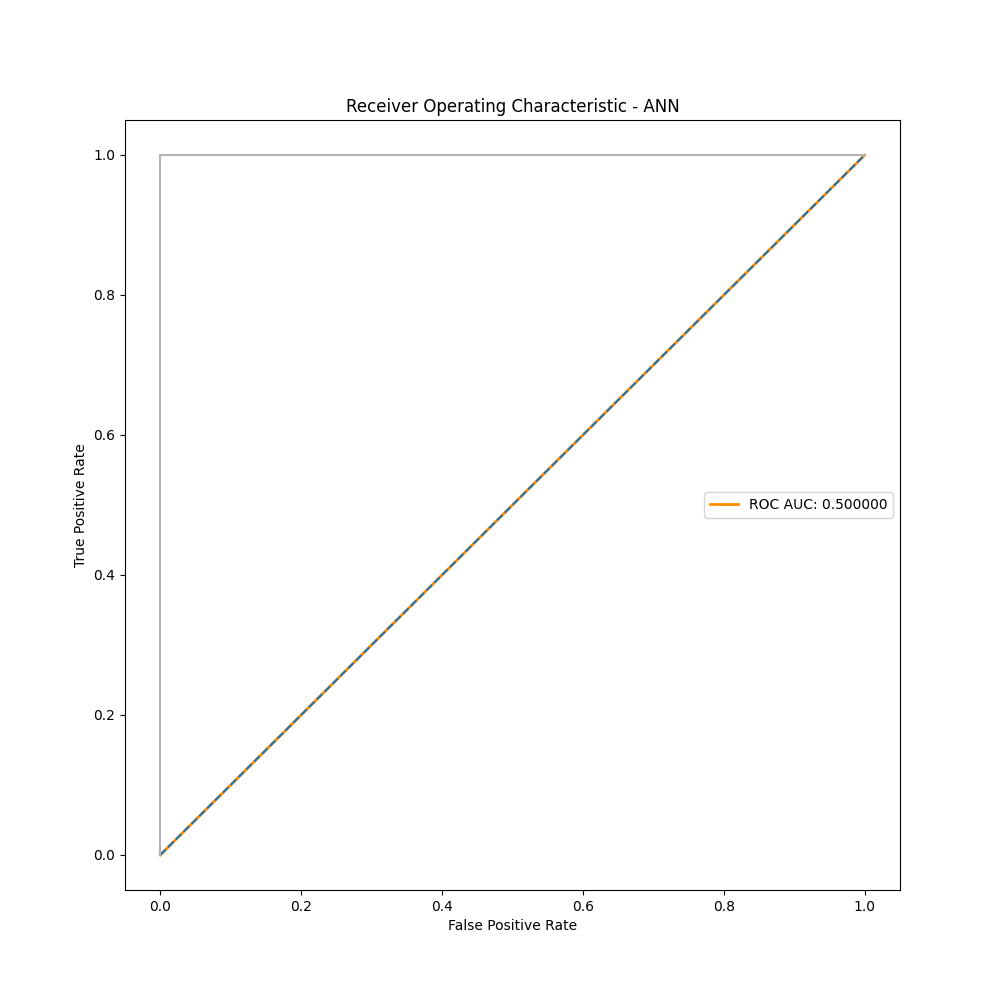 Receiver Operating Characteristic - ANN
1.0
0.8
0.6
0.4
0.2
0.0
True Positive Rate
ROC AUC: 0.500000
0.0 0.2 0.4 0.6 0.8 1.0
False Positive Rate